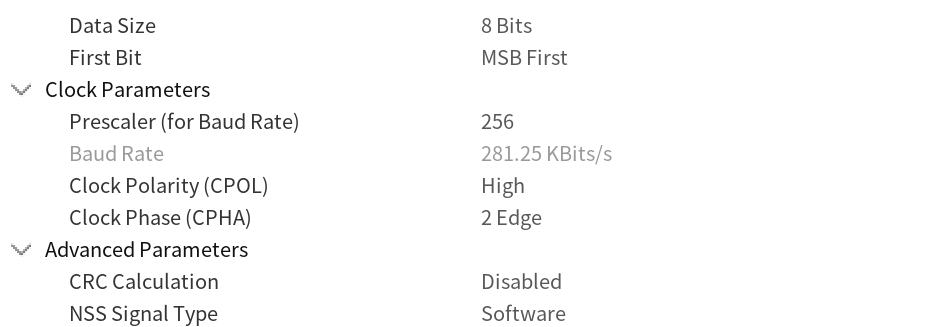 Data Size 8 Bits
First Bit MSB First
Clock Parameters
Prescaler (for Baud Rate) 256
Baud Rate 281.25 KBits/s
Clock Polarity (CPOL) High
Clock Phase (CPHA) 2 Edge
Advanced Parameters
CRC Calculation Disabled
NSS Signal Type Software